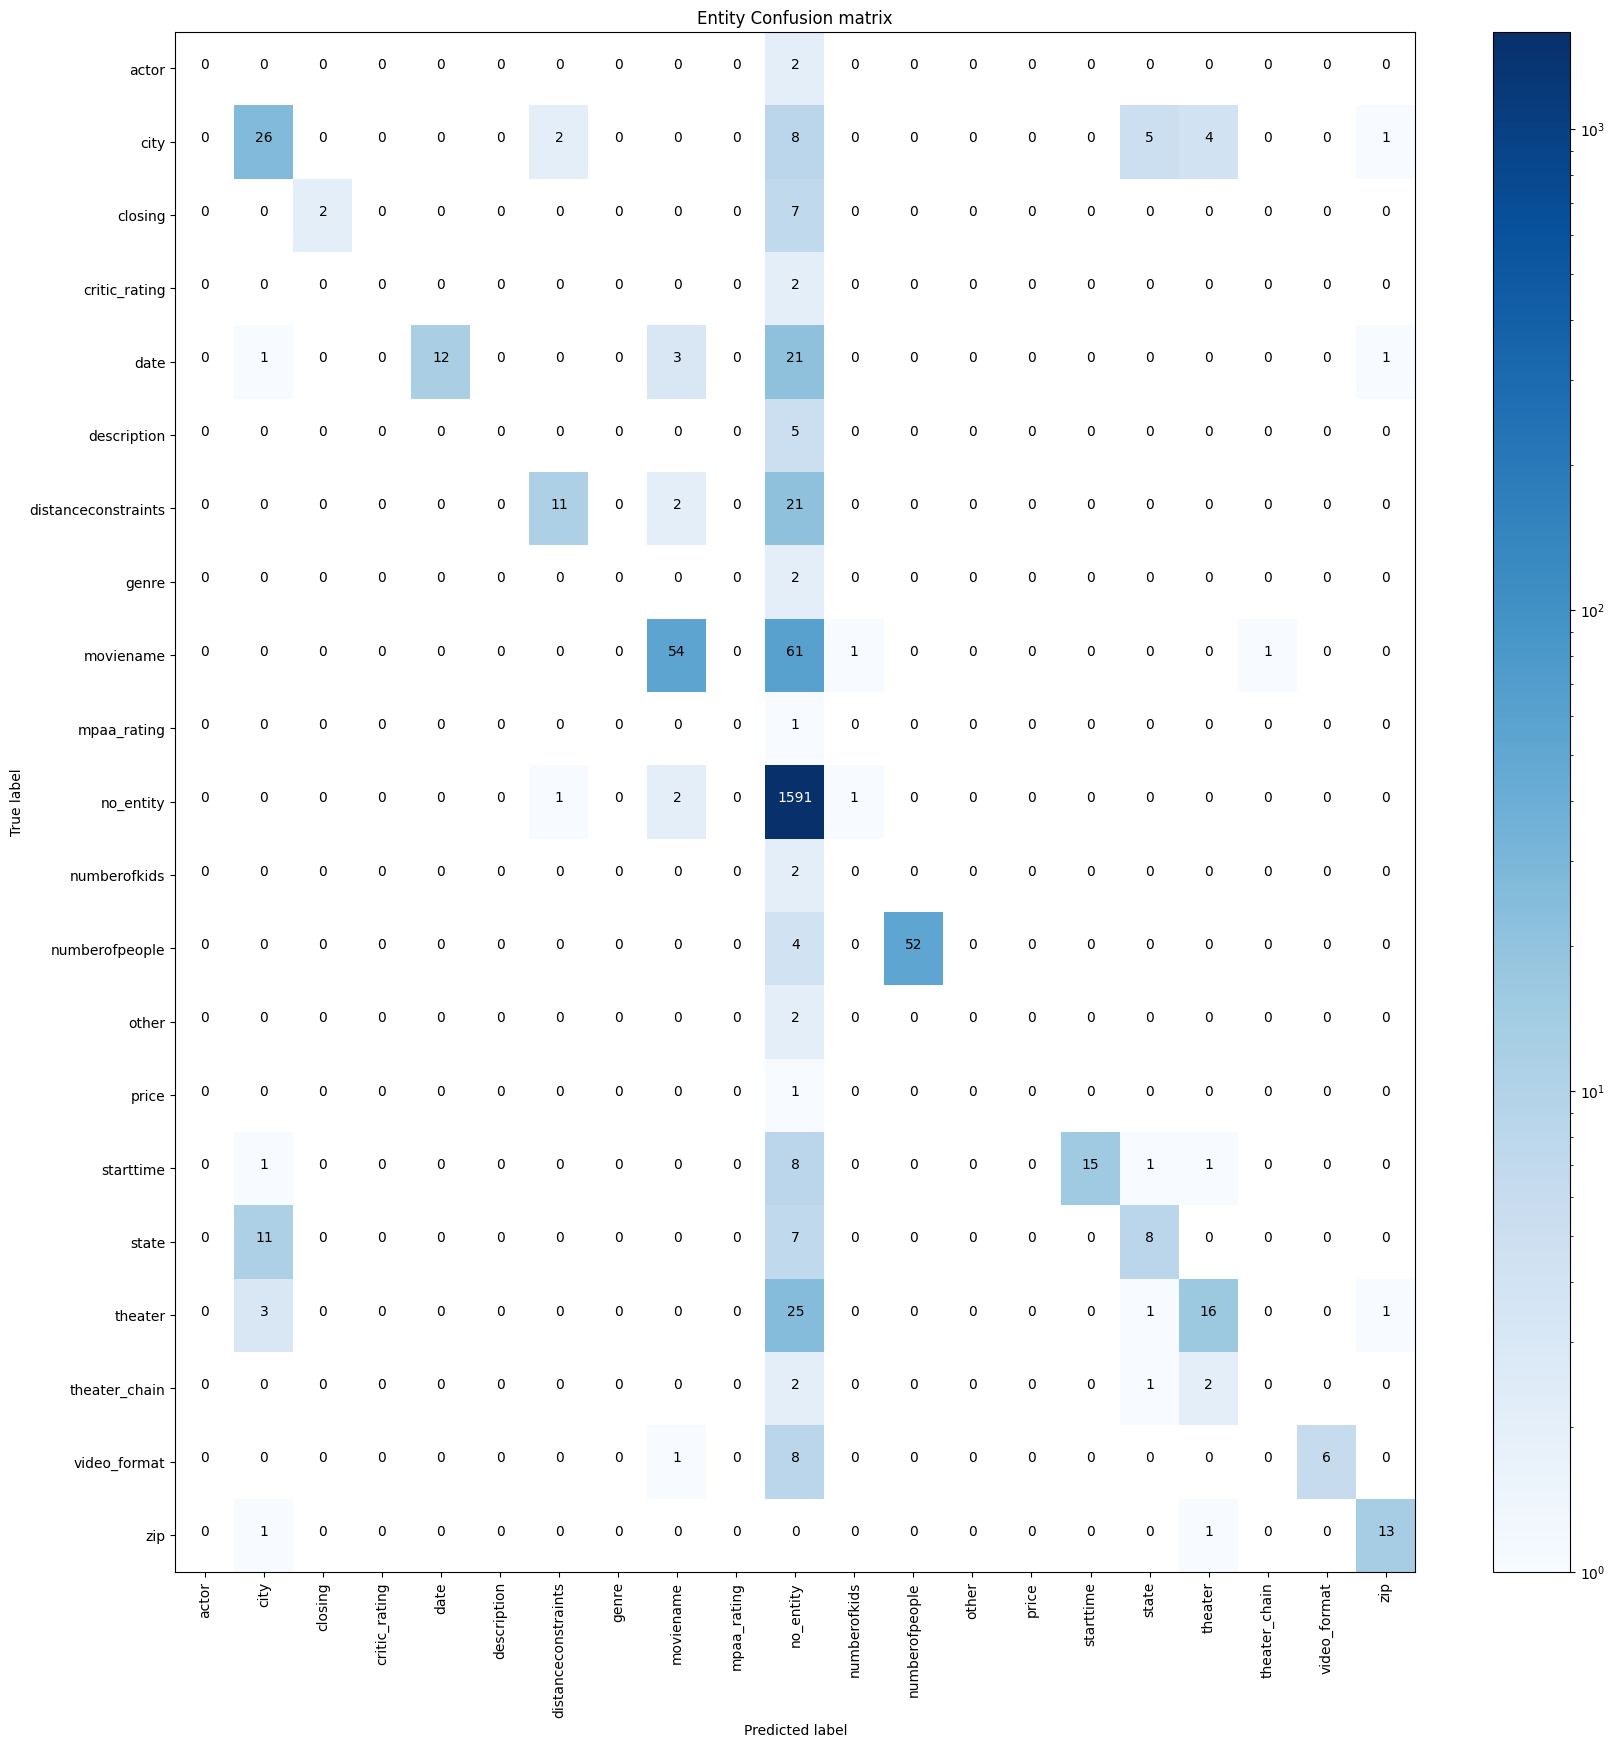 Entity Confusion matrix
actor 0 0 0 0 0 0 0 0 0 0 2 0 0 0 0 0 0 0 0 0 0
city 0 26 0 0 0 0 2 0 0 0 8 0 0 0 0 0 5 4 0 0 1
closing 0 0 2 0 0 0 0 0 0 0 7 0 0 0 0 0 0 0 0 0 0
critic_rating 0 0 0 0 0 0 0 0 0 0 2 0 0 0 0 0 0 0 0 0 0
date 0 1 0 0 12 0 0 0 3 0 21 0 0 0 0 0 0 0 0 0 1
description 0 0 0 0 0 0 0 0 0 0 5 0 0 0 0 0 0 0 0 0 0
distanceconstraints 0 0 0 0 0 0 11 0 2 0 21 0 0 0 0 0 0 0 0 0 0
genre 0 0 0 0 0 0 0 0 0 0 2 0 0 0 0 0 0 0 0 0 0
moviename 0 0 0 0 0 0 0 0 54 0 61 1 0 0 0 0 0 0 1 0 0
mpaa_rating 0 0 0 0 0 0 0 0 0 0 1 0 0 0 0 0 0 0 0 0 0
no_entity 0 0 0 0 0 0 1 0 2 0 1591 1 0 0 0 0 0 0 0 0 0
numberofkids 0 0 0 0 0 0 0 0 0 0 2 0 0 0 0 0 0 0 0 0 0
numberofpeople 0 0 0 0 0 0 0 0 0 0 4 0 52 0 0 0 0 0 0 0 0
other 0 0 0 0 0 0 0 0 0 0 2 0 0 0 0 0 0 0 0 0 0
price 0 0 0 0 0 0 0 0 0 0 1 0 0 0 0 0 0 0 0 0 0
starttime 0 1 0 0 0 0 0 0 0 0 8 0 0 0 0 15 1 1 0 0 0
state 0 11 0 0 0 0 0 0 0 0 7 0 0 0 0 0 8 0 0 0 0
theater 0 3 0 0 0 0 0 0 0 0 25 0 0 0 0 0 1 16 0 0 1
theater_chain 0 0 0 0 0 0 0 0 0 0 2 0 0 0 0 0 1 2 0 0 0
video_format 0 0 0 0 0 0 0 0 1 0 8 0 0 0 0 0 0 0 0 6 0
zip 0 1 0 0 0 0 0 0 0 0 0 0 0 0 0 0 0 1 0 0 13
actor city closing critic_rating date description distanceconstraints genre moviename mpaa_rating no_entity numberofkids numberofpeople other price starttime state theater theater_chain video_format zip
Predicted label
True label
10³
10²
10¹
10⁰